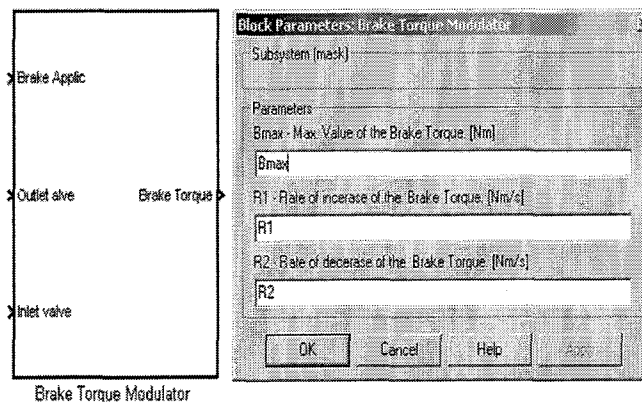 Brake Applic
Outlet alve
Brake Torque
Inlet valve
Brake Torque Modulator
Block Parameters: Brake Torque Modulator
Subsystem (mask)
Parameters
Bmax - Max. Value of the Brake Torque. [Nm]
Bmax
R1 - Rate of incerase of the Brake Torque. [Nm/s]
R1
R2 - Rate of decerase of the Brake Torque. [Nm/s]
R2
OK
Cancel
Help
Apply